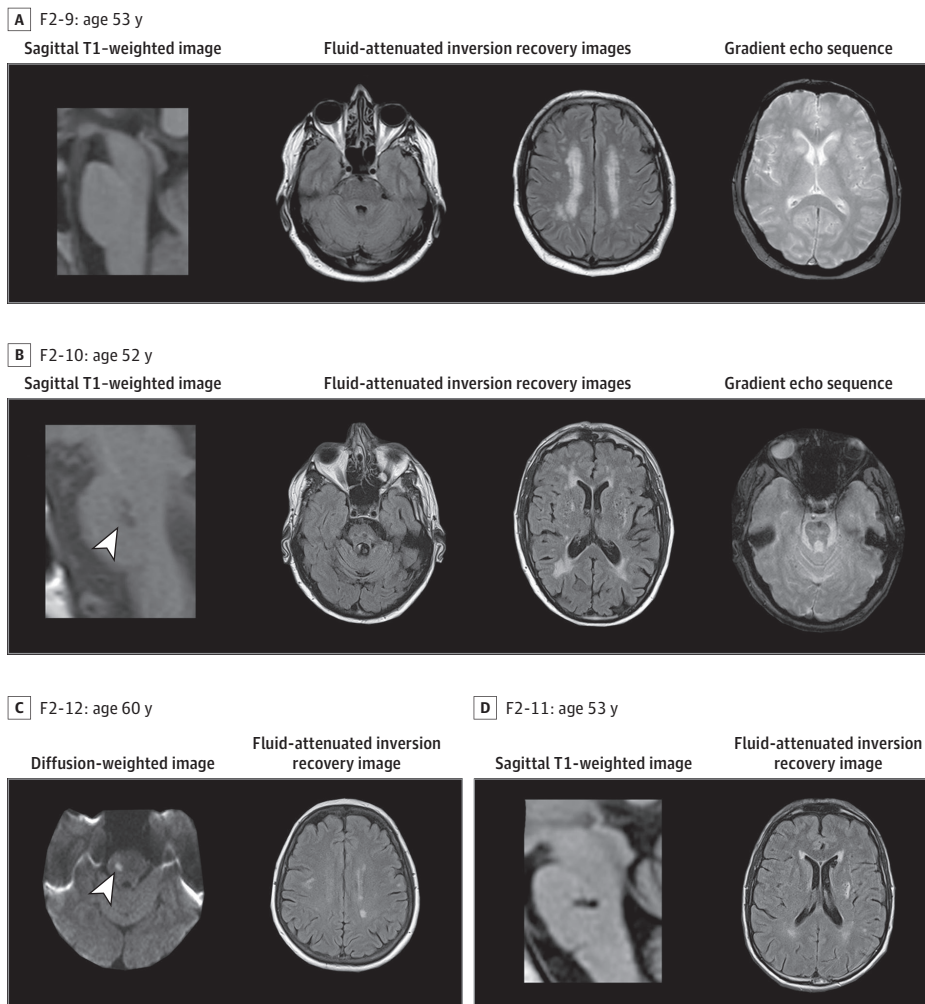 A F2-9: age 53 y
Sagittal T1-weighted image
Fluid-attenuated inversion recovery images
Gradient echo sequence
B F2-10: age 52 y
Sagittal T1-weighted image
Fluid-attenuated inversion recovery images
Gradient echo sequence
C F2-12: age 60 y
Diffusion-weighted image
Fluid-attenuated inversion
recovery image
D F2-11: age 53 y
Sagittal T1-weighted image
Fluid-attenuated inversion
recovery image